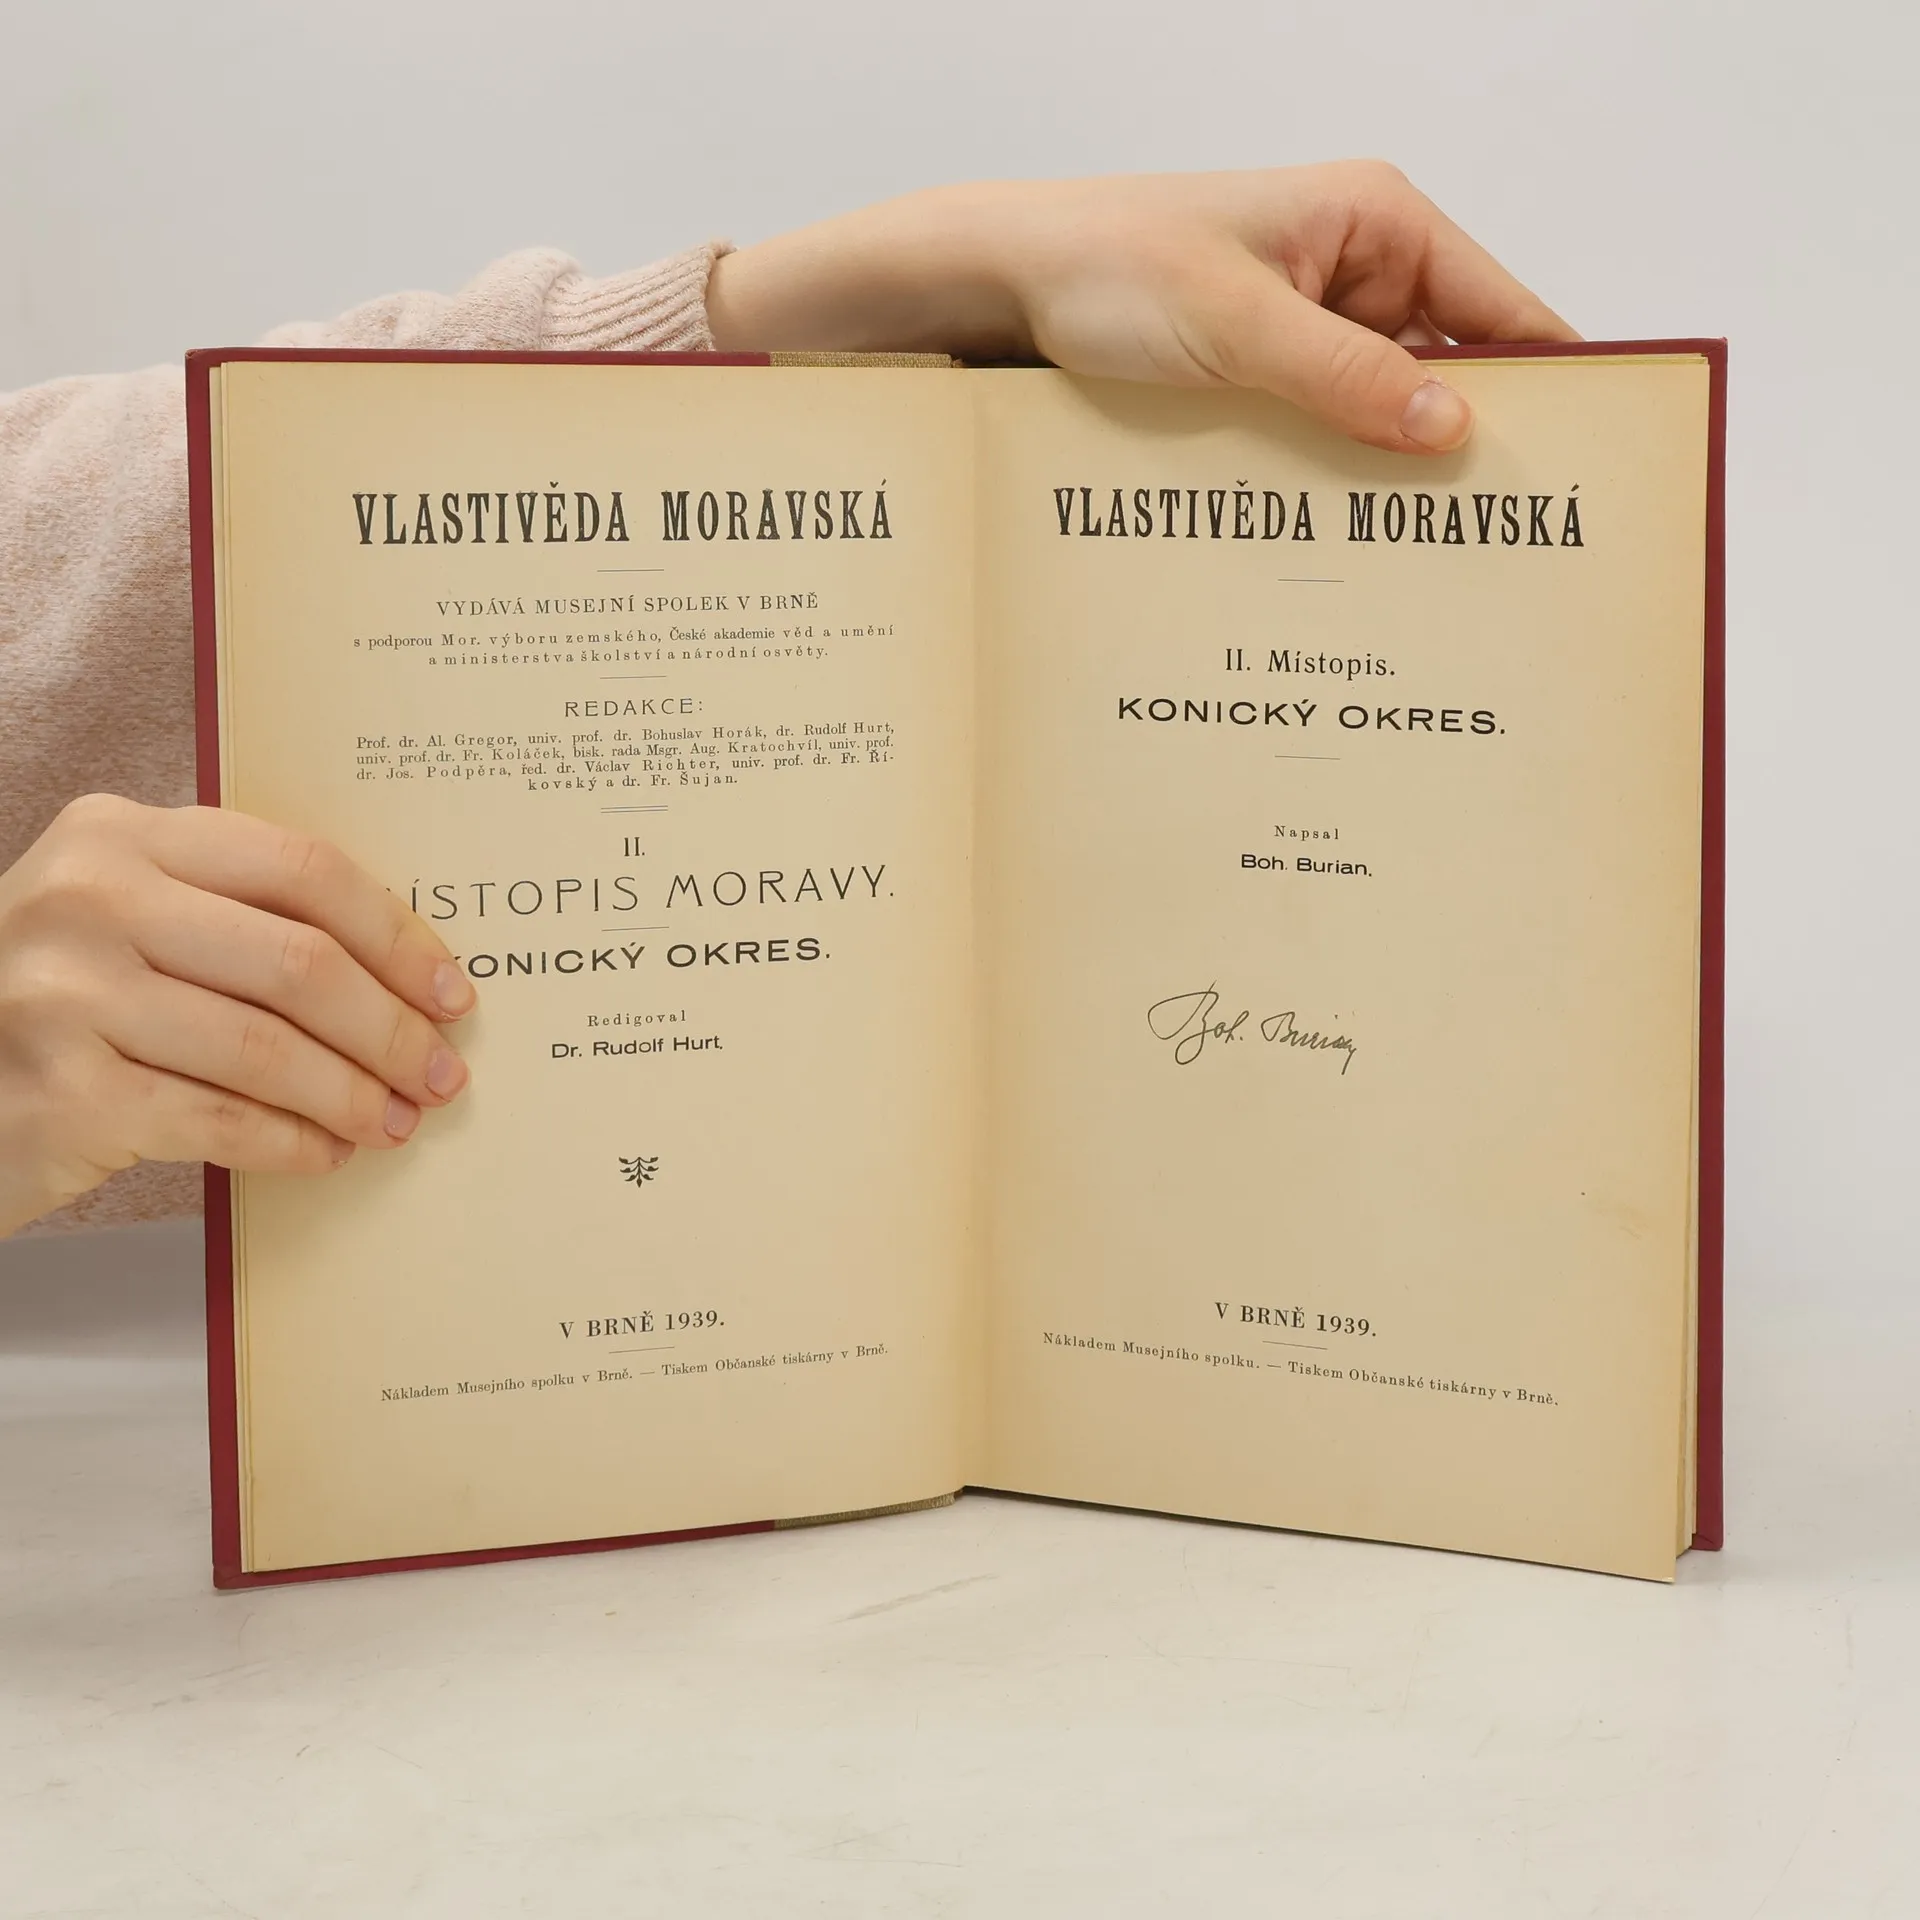 VLASTIVĚDA MORAVSKÁ
VYDÁVÁ MUSEJNÍ SPOLEK V BRNĚ
s podporou Mor. výboru zemského, České akademie věd a umění
a ministerstva školství a národní osvěty.
REDAKCE:
Prof. dr. Al. Gregor, univ. prof. dr. Bohuslav Horák, dr. Rudolf Hurt,
univ. prof. dr. Fr. Koláček, bisk. rada Msgr. Aug. Kratochvíl, univ. prof.
dr. Jos. Podpěra, řed. dr. Václav Richter, univ. prof. dr. Fr. Ří-
kovský a dr. Fr. Šujan.
II.
ÍSTOPIS MORAVY.
KONICKÝ OKRES.
Redigoval
Dr. Rudolf Hurt.
V BRNĚ 1939.
Nákladem Musejního spolku v Brně. — Tiskem Občanské tiskárny v Brně.
VLASTIVĚDA MORAVSKÁ
II. Místopis.
KONICKÝ OKRES.
Napsal
Boh. Burian.
Boh. Burian
V BRNĚ 1939.
Nákladem Musejního spolku. — Tiskem Občanské tiskárny v Brně.